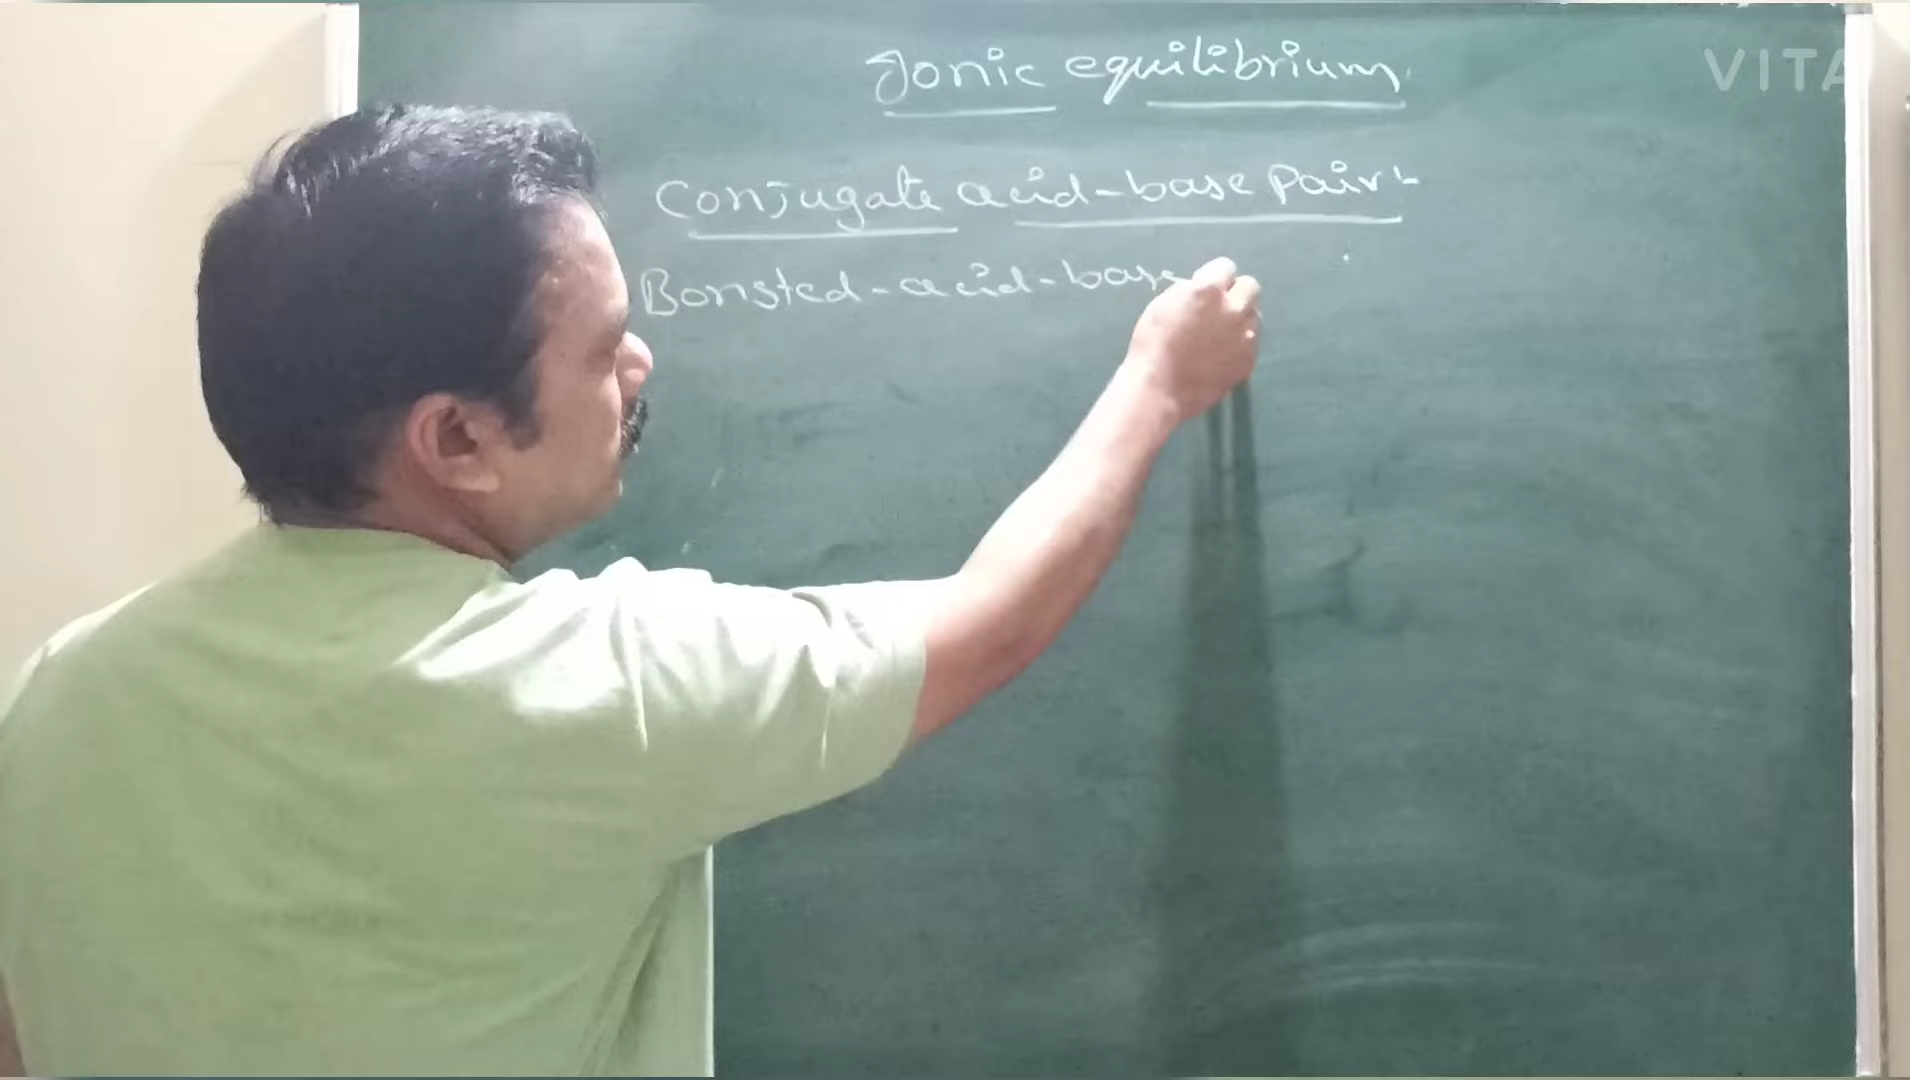 Ionic equilibrium
VITA
Conjugate acid-base pair:-
Bonsted-acid-base